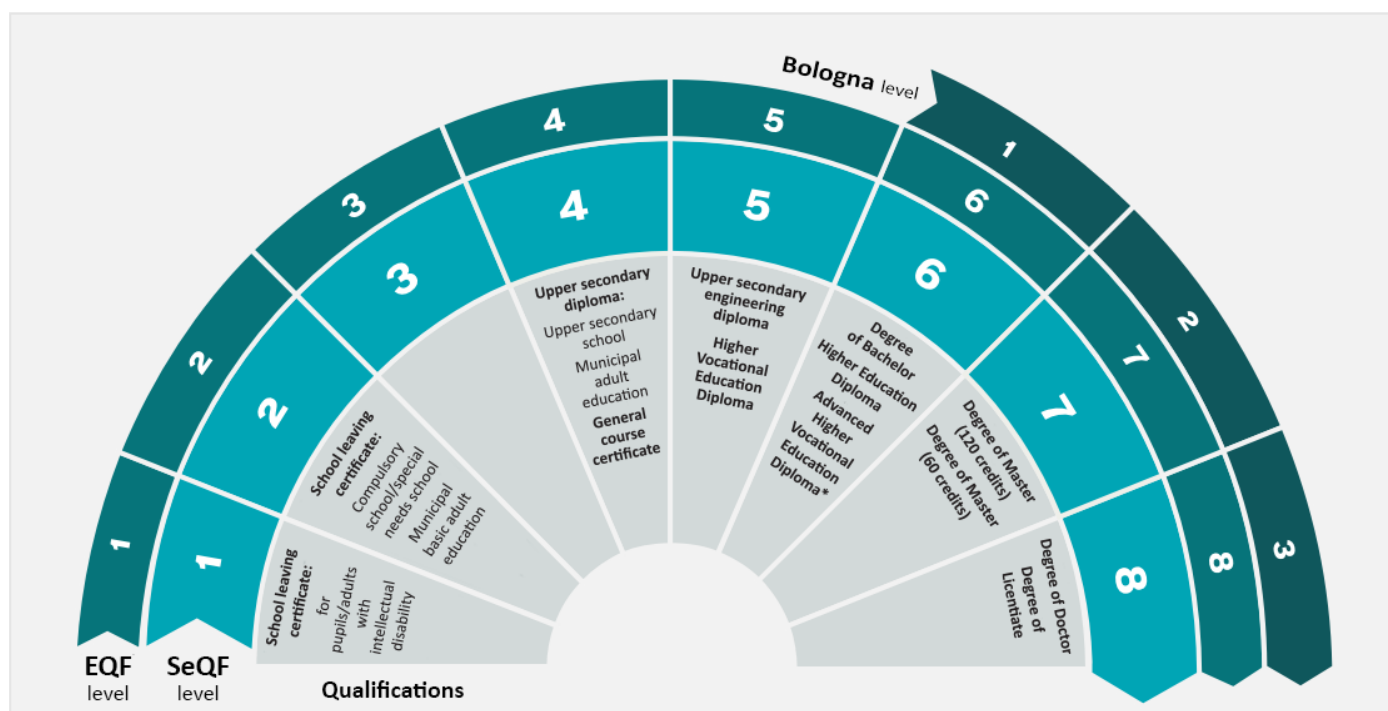 Bologna level
1
2
3
1
2
3
4
5
6
7
8
1
2
3
4
5
6
7
8
School leaving
certificate:
for
pupils/adults
with
intellectual
disability
School leaving
certificate:
Compulsory
school/special
needs school
Municipal
basic adult
education
Upper secondary
diploma:
Upper secondary
school
Municipal
adult
education
General
course
certificate
Upper secondary
engineering
diploma
Higher
Vocational
Education
Diploma
Degree
of Bachelor
Higher Education
Diploma
Advanced
Higher
Vocational
Education
Diploma*
Degree of Master
(120 credits)
Degree of Master
(60 credits)
Degree of Doctor
Degree of
Licentiate
EQF
level
SeQF
level
Qualifications